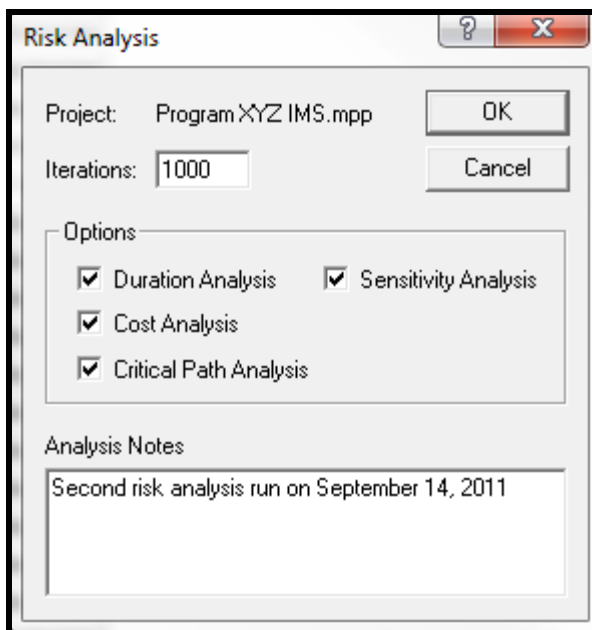 Risk Analysis
?
X
Project: Program XYZ IMS.mpp
OK
Iterations: 1000
Cancel
Options
Duration Analysis
Sensitivity Analysis
Cost Analysis
Critical Path Analysis
Analysis Notes
Second risk analysis run on September 14, 2011